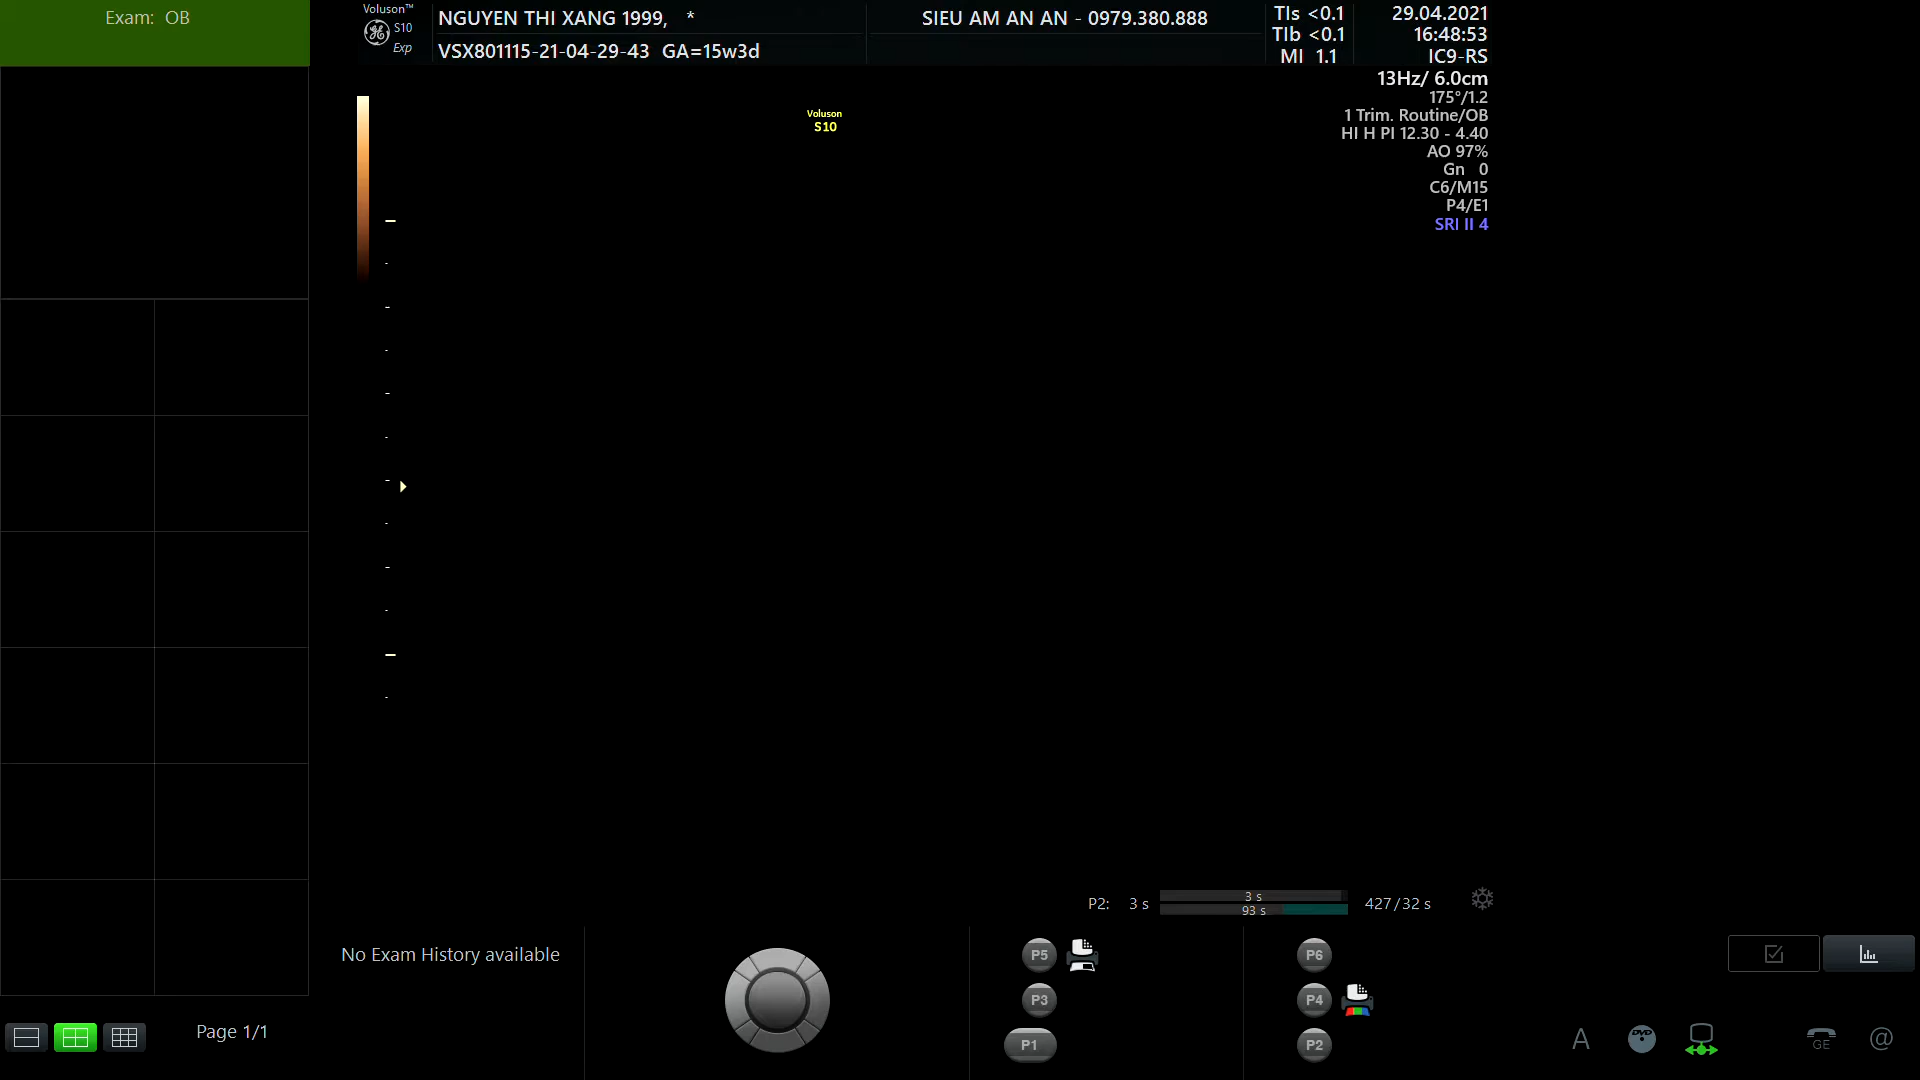 Exam: OB
Voluson™
S10
Exp
NGUYEN THI XANG 1999, *
VSX801115-21-04-29-43 GA=15w3d
SIEU AM AN AN - 0979.380.888
TIs <0.1
TIb <0.1
MI 1.1
29.04.2021
16:48:53
IC9-RS
13Hz/ 6.0cm
175°/1.2
1 Trim. Routine/OB
HI H PI 12.30 - 4.40
AO 97%
Gn 0
C6/M15
P4/E1
SRI II 4
Voluson
S10
P2: 3 s
3 s
93 s
427/32 s
No Exam History available
P5
P3
P1
P6
P4
P2
Page 1/1
A
DVD
GE
@